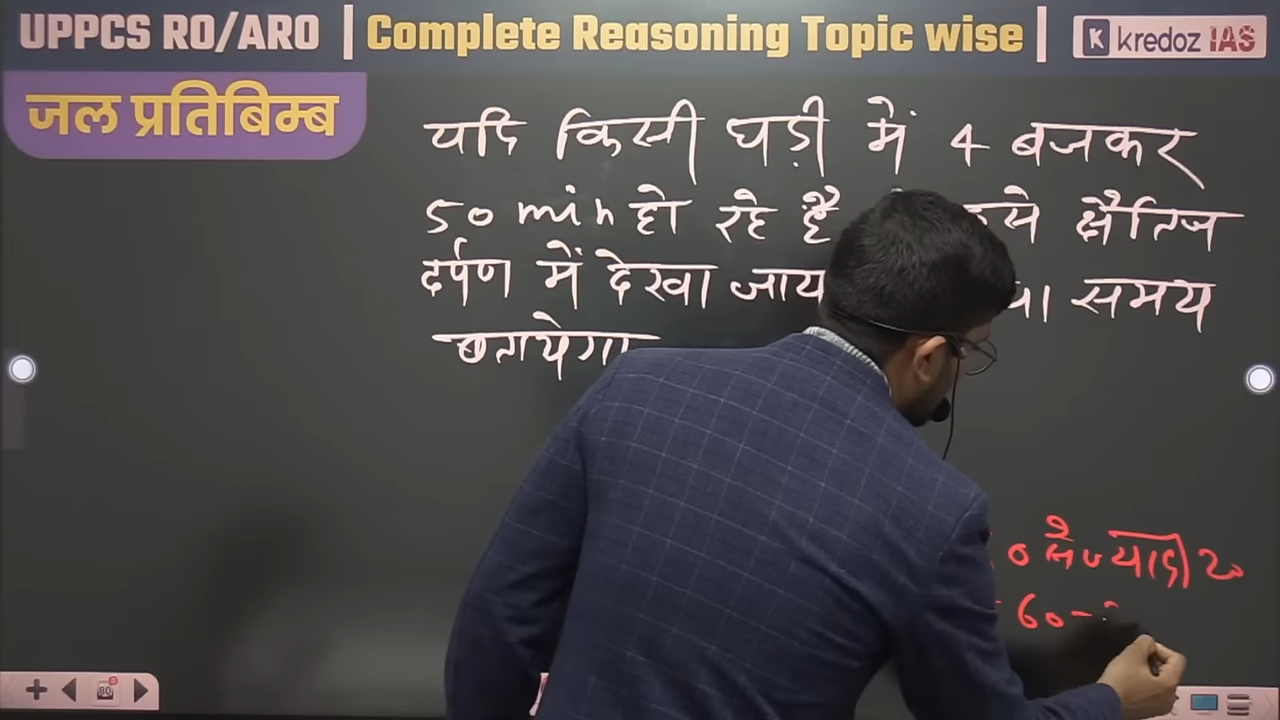 UPPCS RO/ARO | Complete Reasoning Topic wise | K kredoz IAS
जल प्रतिबिम्ब
यदि किसी घड़ी में 4 बजकर
50 min हो रहे है क्षैतिज
दर्पण में देखा जाय समय
बतायेगा
से ज्यादा
60 -